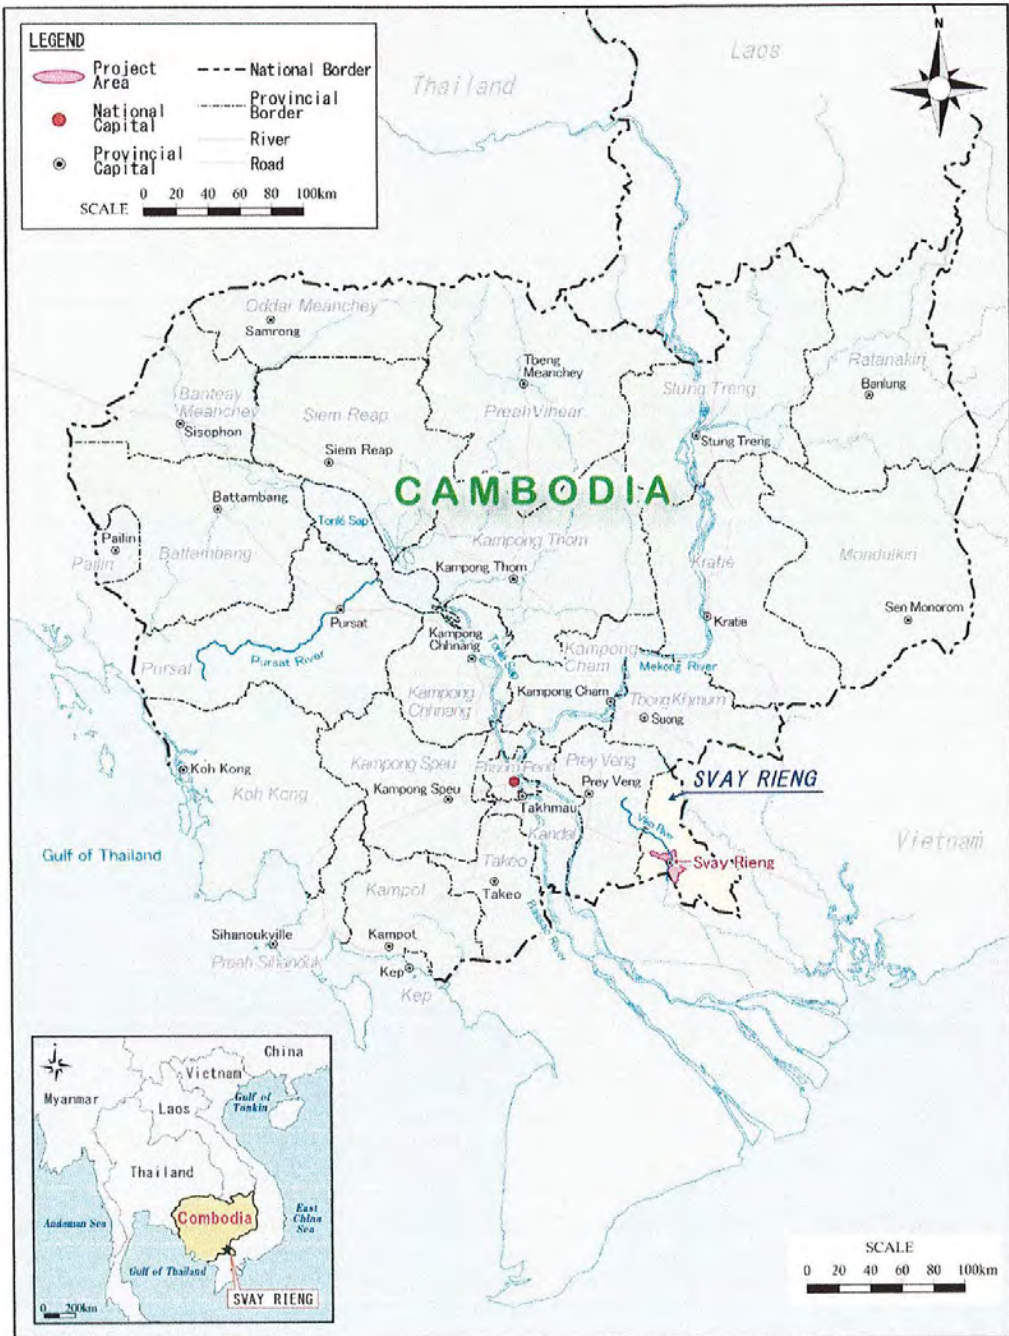 LEGEND
Project
Area
National
Capital
Provincial
Capital
National Border
Provincial
Border
River
Road
0 20 40 60 80 100km
SCALE
N
Laos
Thailand
Oddar Meanchey
Samrong
Tbeng
Meanchey
Ratanakiri
Banlung
Stung Treng
Banteay
Meanchey
Sisophon
Siem Reap
Preah Vihear
Stung Treng
Siem Reap
CAMBODIA
Battambang
Tonlé Sap
Pailin
Pailin
Battambang
Kampong Thom
Kampong Thom
Kratie
Mondulkiri
Sen Monorom
Kratie
Pursat
Pursat River
Pursat
Kampong
Chhnang
Tonle Sap
Kampong
Cham
Mekong River
Kampong
Chhnang
Kampong Cham
Tbong Khmum
Suong
Koh Kong
Koh Kong
Kampong Speu
Kampong Speu
Phnom Penh
Prey Veng
Prey Veng
Takhmau
Kandal
SVAY RIENG
Svay Rieng
Vietnam
Gulf of Thailand
Takeo
Takeo
Kampot
Kampot
Sihanoukville
Preah Sihanouk
Kep
Kep
China
Vietnam
Myanmar
Laos
Gulf of
Tonkin
Thailand
Combodia
Andaman Sea
East
China
Sea
Gulf of Thailand
SVAY RIENG
0 200km
SCALE
0 20 40 60 80 100km